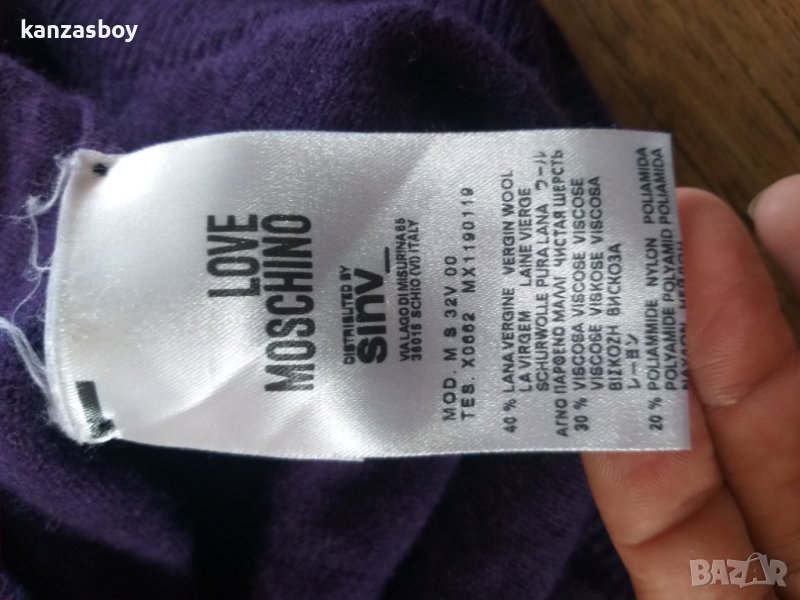 kanzasboy
LOVE
MOSCHINO
DISTRIBUTED BY
sinv_
VIA LAGO DI MISURINA 65
36015 SCHIO (VI) ITALY
MOD. M S 32V 00
TES. X0662 MX1190119
40 % LANA VERGINE VERGIN WOOL
LA VIRGEM LAINE VIERGE
SCHURWOLLE PURA LANA ウール
ΑΓΝΟ ΠΑΡΘΕΝΟ ΜΑΛΛΙ ЧИСТАЯ ШЕРСТЬ
30 % VISCOSA VISCOSE VISCOSE
VISCOSE VISKOSE VISCOSA
ΒΙΣΚΟΖΗ ВИСКОЗА
レーヨン
20 % POLIAMMIDE NYLON POLIAMIDA
POLYAMIDE POLYAMID POLIAMIDA
BAZAR